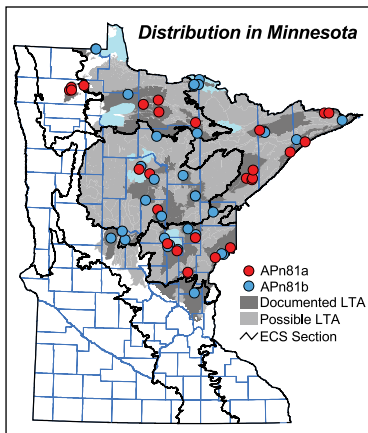 Distribution in Minnesota
APn81a
APn81b
Documented LTA
Possible LTA
ECS Section